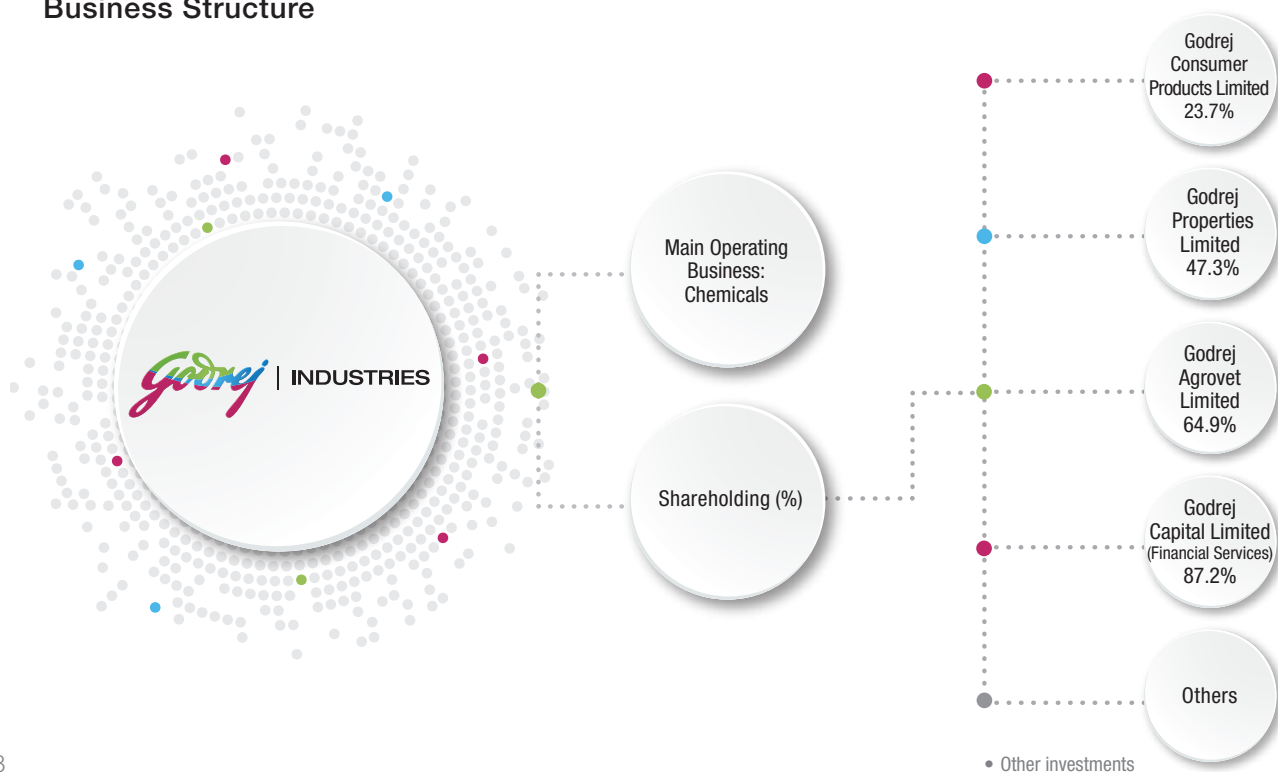 Business Structure
Godrej | INDUSTRIES
Main Operating
Business:
Chemicals
Shareholding (%)
Godrej
Consumer
Products Limited
23.7%
Godrej
Properties
Limited
47.3%
Godrej
Agrovet
Limited
64.9%
Godrej
Capital Limited
(Financial Services)
87.2%
Others
• Other investments